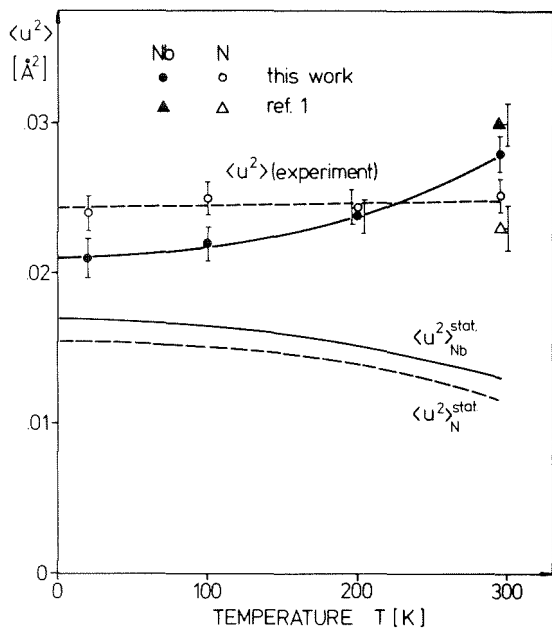 ⟨u²⟩
[Å²]
Nb N
● ○ this work
▲ △ ref. 1
.03
⟨u²⟩ (experiment)
.02
⟨u²⟩ stat. Nb
.01
⟨u²⟩ stat. N
0
0 100 200 300
TEMPERATURE T [K]